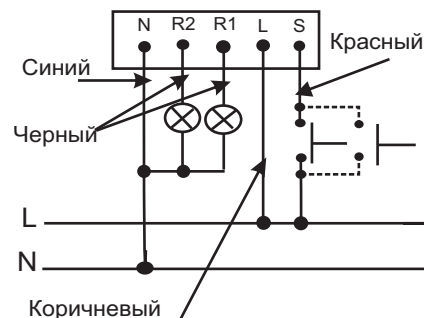 N R2 R1 L S
Красный
Синий
Черный
L
N
Коричневый